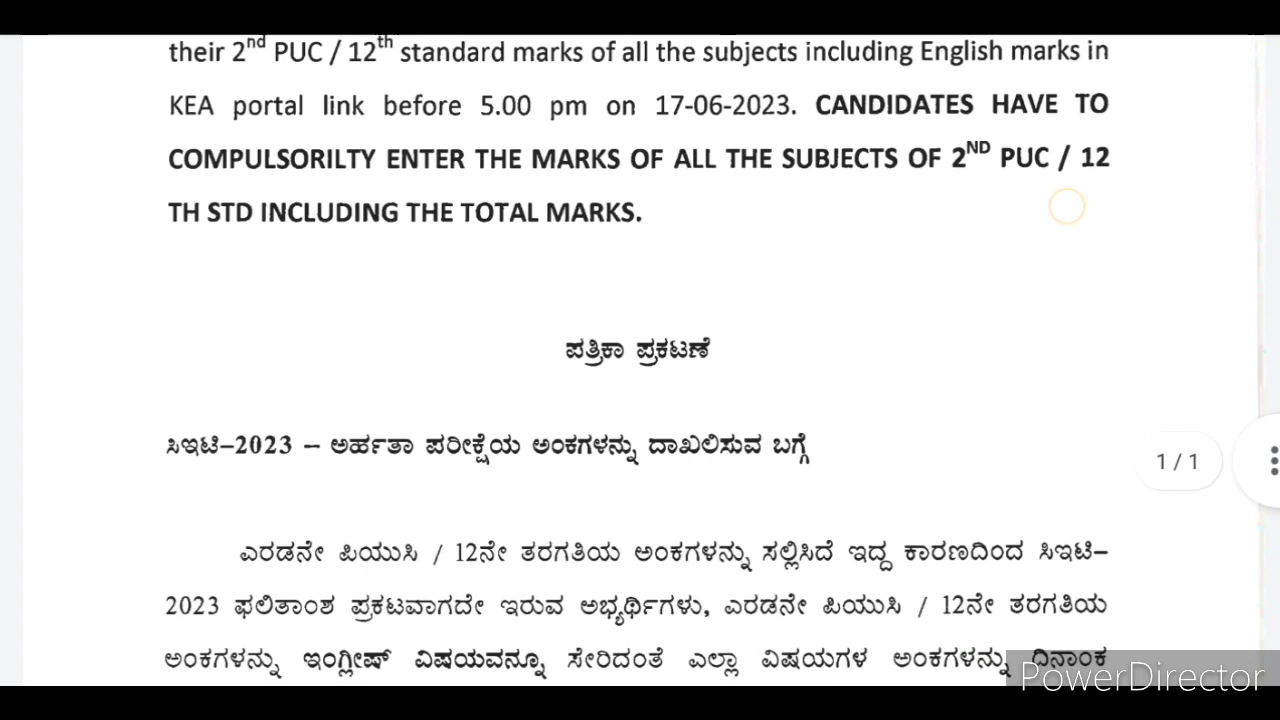 their 2nd PUC / 12th standard marks of all the subjects including English marks in
KEA portal link before 5.00 pm on 17-06-2023. CANDIDATES HAVE TO
COMPULSORILTY ENTER THE MARKS OF ALL THE SUBJECTS OF 2ND PUC / 12
TH STD INCLUDING THE TOTAL MARKS.
ಪತ್ರಿಕಾ ಪ್ರಕಟಣೆ
ಸಿಇಟಿ–2023 – ಅರ್ಹತಾ ಪರೀಕ್ಷೆಯ ಅಂಕಗಳನ್ನು ದಾಖಲಿಸುವ ಬಗ್ಗೆ
1 / 1
ಎರಡನೇ ಪಿಯುಸಿ / 12ನೇ ತರಗತಿಯ ಅಂಕಗಳನ್ನು ಸಲ್ಲಿಸಿದೆ ಇದ್ದ ಕಾರಣದಿಂದ ಸಿಇಟಿ–
2023 ಫಲಿತಾಂಶ ಪ್ರಕಟವಾಗದೇ ಇರುವ ಅಭ್ಯರ್ಥಿಗಳು, ಎರಡನೇ ಪಿಯುಸಿ / 12ನೇ ತರಗತಿಯ
ಅಂಕಗಳನ್ನು ಇಂಗ್ಲೀಷ್ ವಿಷಯವನ್ನೂ ಸೇರಿದಂತೆ ಎಲ್ಲಾ ವಿಷಯಗಳ ಅಂಕಗಳನ್ನು ದಿನಾಂಕ
PowerDirector